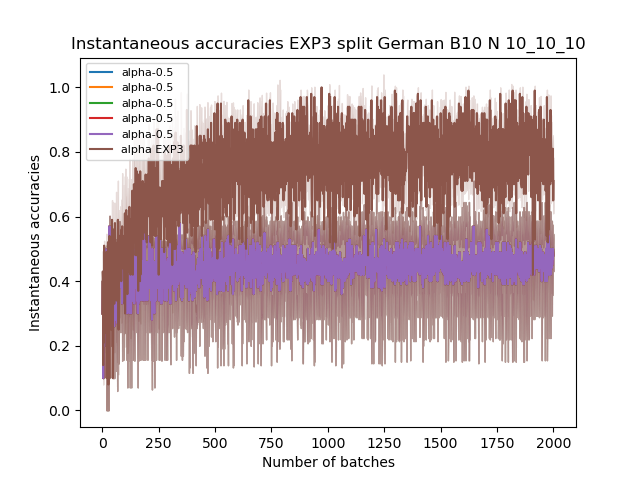 Instantaneous accuracies EXP3 split German B10 N 10_10_10
alpha-0.5
alpha-0.5
alpha-0.5
alpha-0.5
alpha-0.5
alpha EXP3
1.0
0.8
0.6
0.4
0.2
0.0
Instantaneous accuracies
0
250
500
750
1000
1250
1500
1750
2000
Number of batches